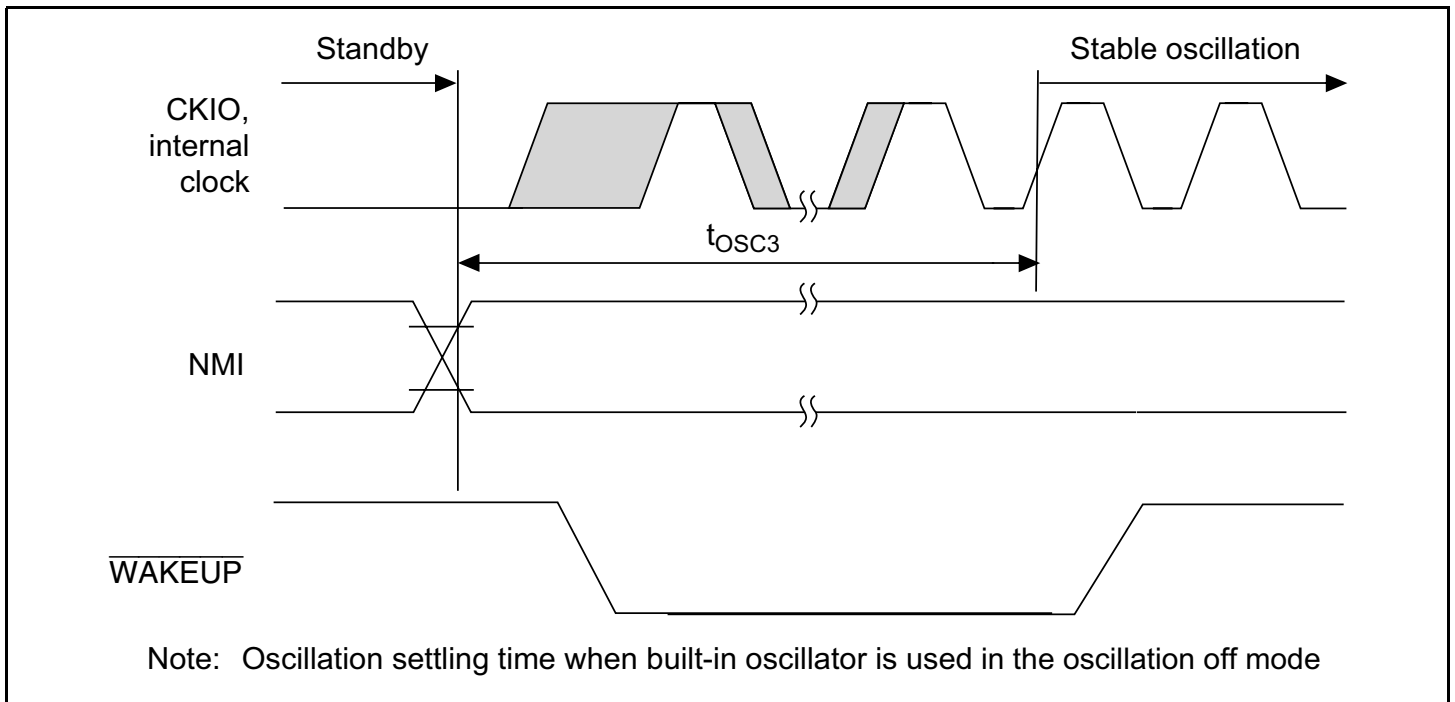 Standby
Stable oscillation
CKIO,
internal
clock
tOSC3
NMI
WAKEUP
Note: Oscillation settling time when built-in oscillator is used in the oscillation off mode